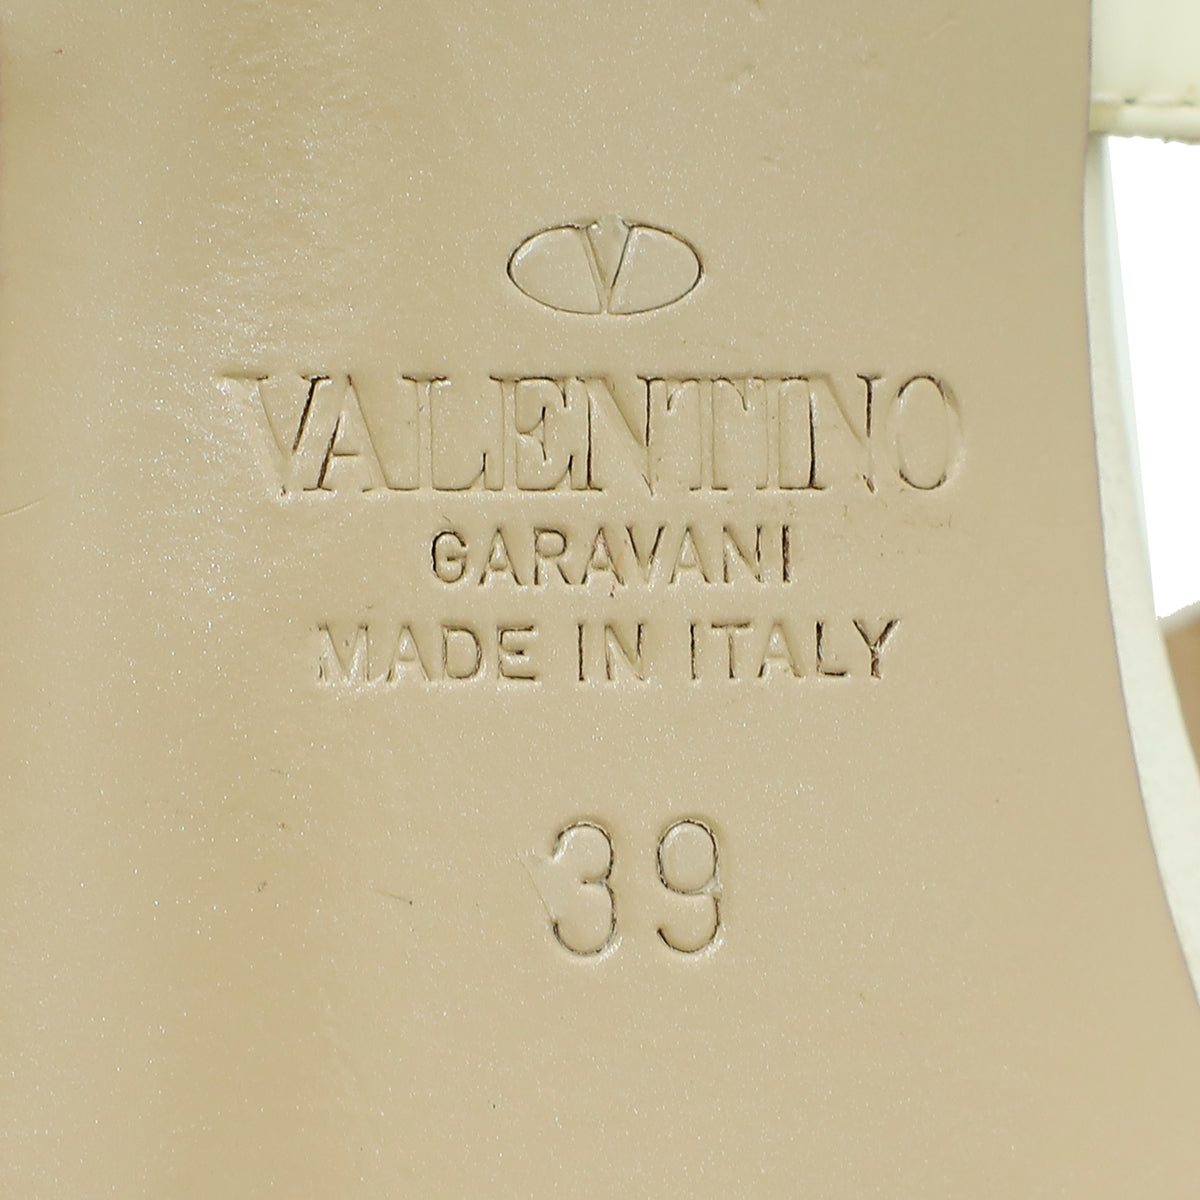 V
VALENTINO
GARAVANI
MADE IN ITALY
39